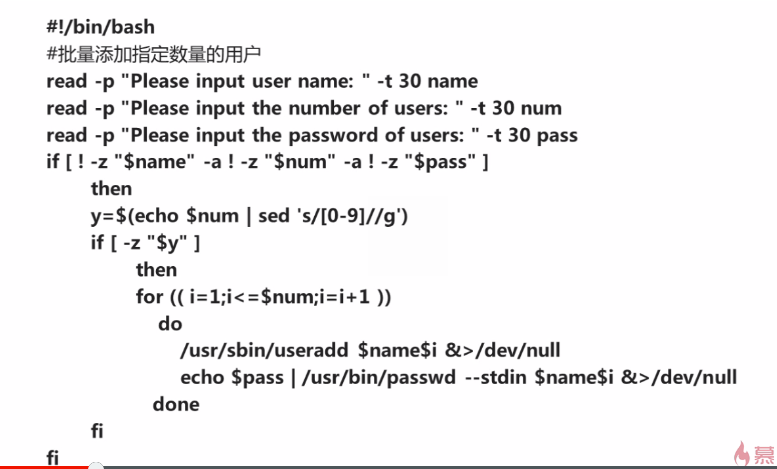 #!/bin/bash
#批量添加指定数量的用户
read -p "Please input user name: " -t 30 name
read -p "Please input the number of users: " -t 30 num
read -p "Please input the password of users: " -t 30 pass
if [ ! -z "$name" -a ! -z "$num" -a ! -z "$pass" ]
then
y=$(echo $num | sed 's/[0-9]//g')
if [ -z "$y" ]
then
for (( i=1;i<=$num;i=i+1 ))
do
/usr/sbin/useradd $name$i &>/dev/null
echo $pass | /usr/bin/passwd --stdin $name$i &>/dev/null
done
fi
fi
慕